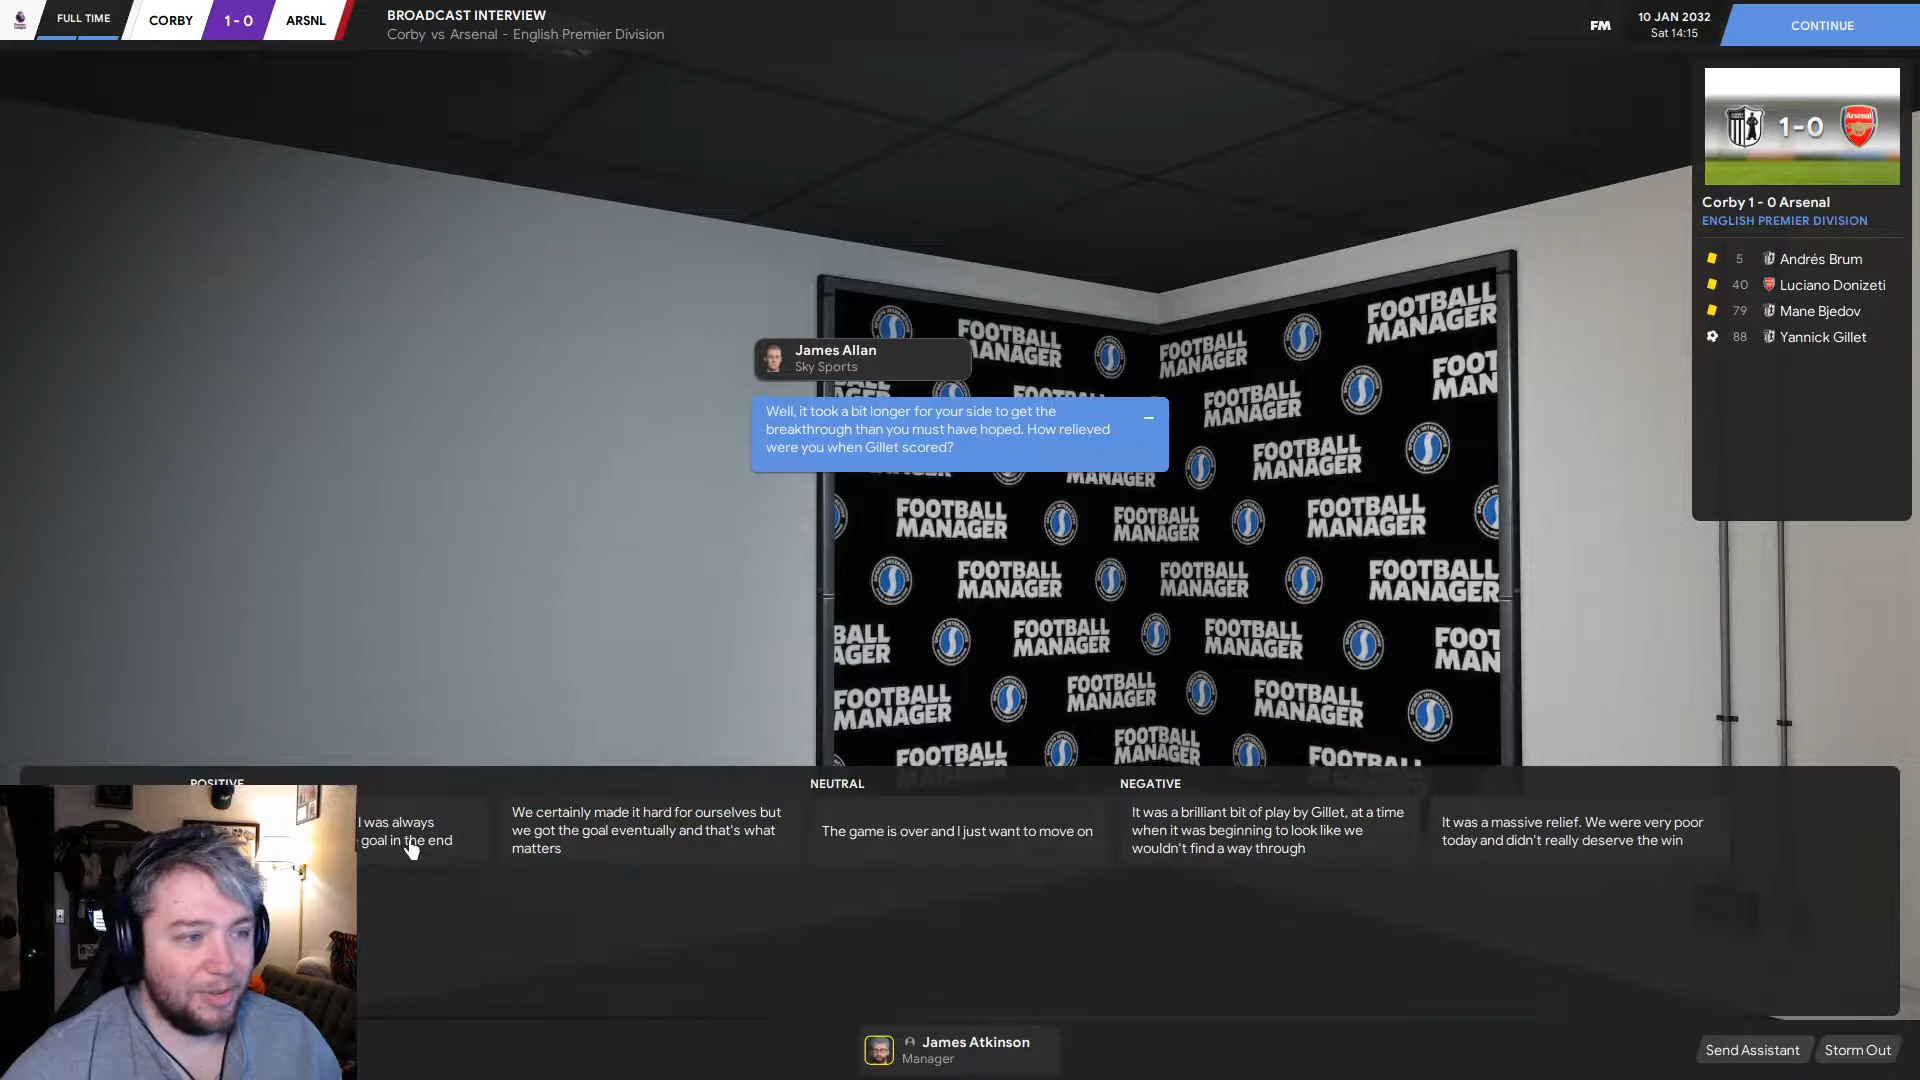 FULL TIME
CORBY
1 - 0
ARSNL
BROADCAST INTERVIEW
Corby vs Arsenal - English Premier Division
FM
10 JAN 2032
Sat 14:15
CONTINUE
Arsenal
1-0
Corby 1 - 0 Arsenal
ENGLISH PREMIER DIVISION
5 Andrés Brum
40 Luciano Donizeti
79 Mane Bjedov
88 Yannick Gillet
James Allan
Sky Sports
Well, it took a bit longer for your side to get the
breakthrough than you must have hoped. How relieved
were you when Gillet scored?
FOOTBALL
MANAGER
POSITIVE
NEUTRAL
NEGATIVE
I was always
goal in the end
We certainly made it hard for ourselves but
we got the goal eventually and that's what
matters
The game is over and I just want to move on
It was a brilliant bit of play by Gillet, at a time
when it was beginning to look like we
wouldn't find a way through
It was a massive relief. We were very poor
today and didn't really deserve the win
James Atkinson
Manager
Send Assistant
Storm Out